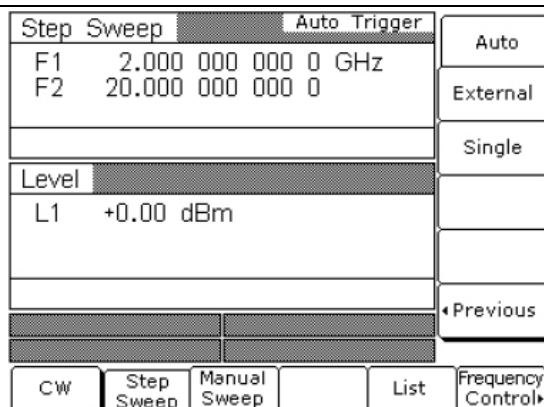 Step Sweep Auto Trigger
F1 2.000 000 000 0 GHz
F2 20.000 000 000 0
Level
L1 +0.00 dBm
Auto
External
Single
Previous
CW
Step
Sweep
Manual
Sweep
List
Frequency
Control